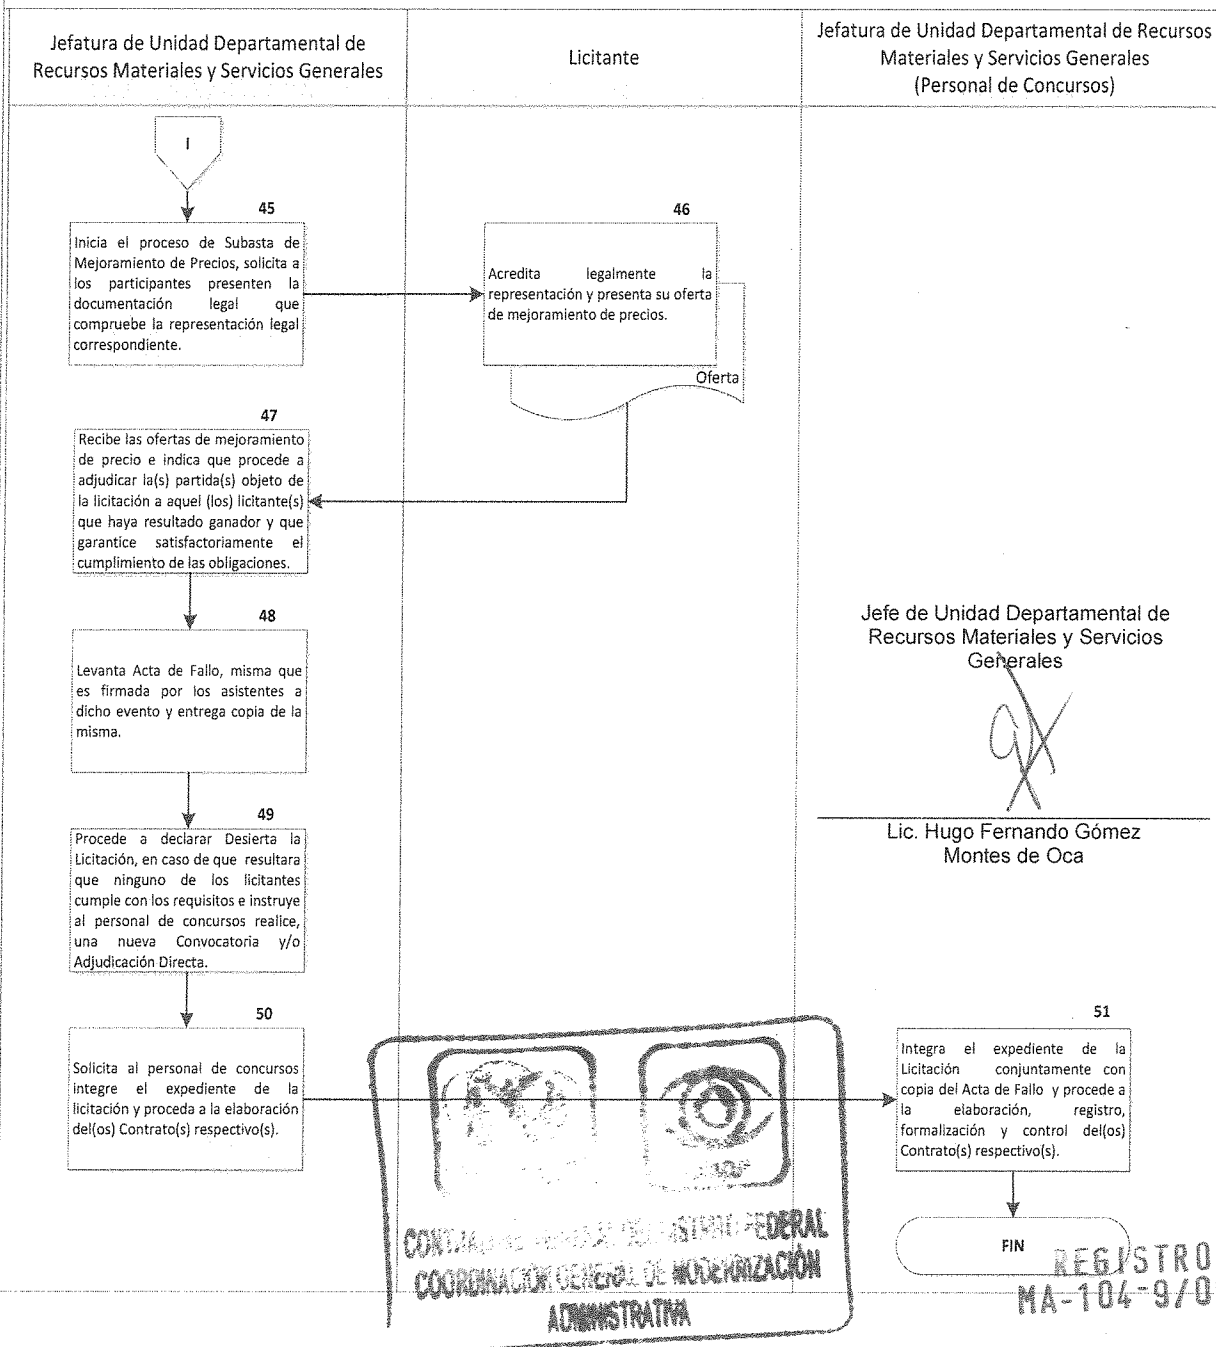 Jefatura de Unidad Departamental de
Recursos Materiales y Servicios Generales
Licitante
Jefatura de Unidad Departamental de Recursos
Materiales y Servicios Generales
(Personal de Concursos)
I
45
Inicia el proceso de Subasta de
Mejoramiento de Precios, solicita a
los participantes presenten la
documentación legal que
compruebe la representación legal
correspondiente.
46
Acredita legalmente la
representación y presenta su oferta
de mejoramiento de precios.
Oferta
47
Recibe las ofertas de mejoramiento
de precio e indica que procede a
adjudicar la(s) partida(s) objeto de
la licitación a aquel (los) licitante(s)
que haya resultado ganador y que
garantice satisfactoriamente el
cumplimiento de las obligaciones.
48
Levanta Acta de Fallo, misma que
es firmada por los asistentes a
dicho evento y entrega copia de la
misma.
49
Procede a declarar Desierta la
Licitación, en caso de que resultara
que ninguno de los licitantes
cumple con los requisitos e instruye
al personal de concursos realice,
una nueva Convocatoria y/o
Adjudicación Directa.
50
Solicita al personal de concursos
integre el expediente de la
licitación y proceda a la elaboración
del(os) Contrato(s) respectivo(s).
51
Integra el expediente de la
Licitación conjuntamente con
copia del Acta de Fallo y procede a
la elaboración, registro,
formalización y control del(os)
Contrato(s) respectivo(s).
FIN
Jefe de Unidad Departamental de
Recursos Materiales y Servicios
Generales
Lic. Hugo Fernando Gómez
Montes de Oca
FEDERAL
COORDINACIÓN GENERAL DE MODERNIZACIÓN
ADMINISTRATIVA
REGISTRO
MA-104-9/0